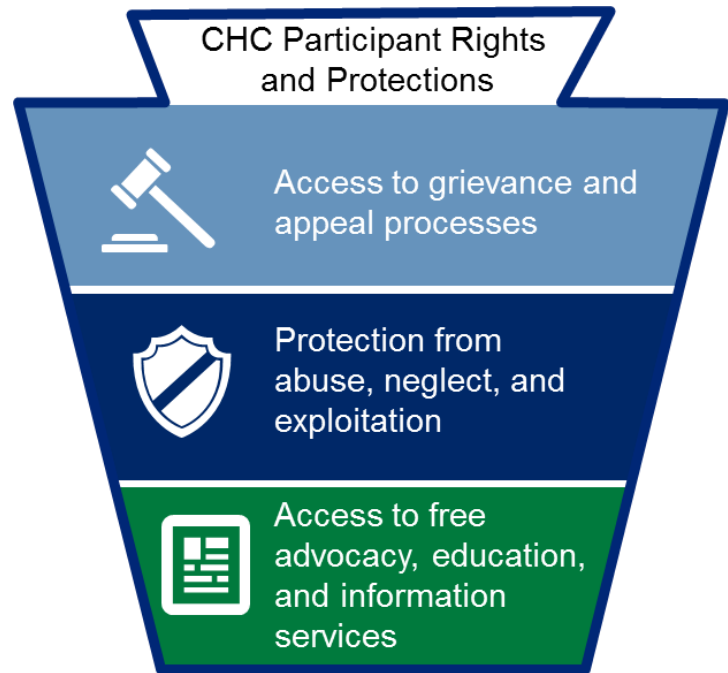 CHC Participant Rights
and Protections
Access to grievance and
appeal processes
Protection from
abuse, neglect, and
exploitation
Access to free
advocacy, education,
and information
services